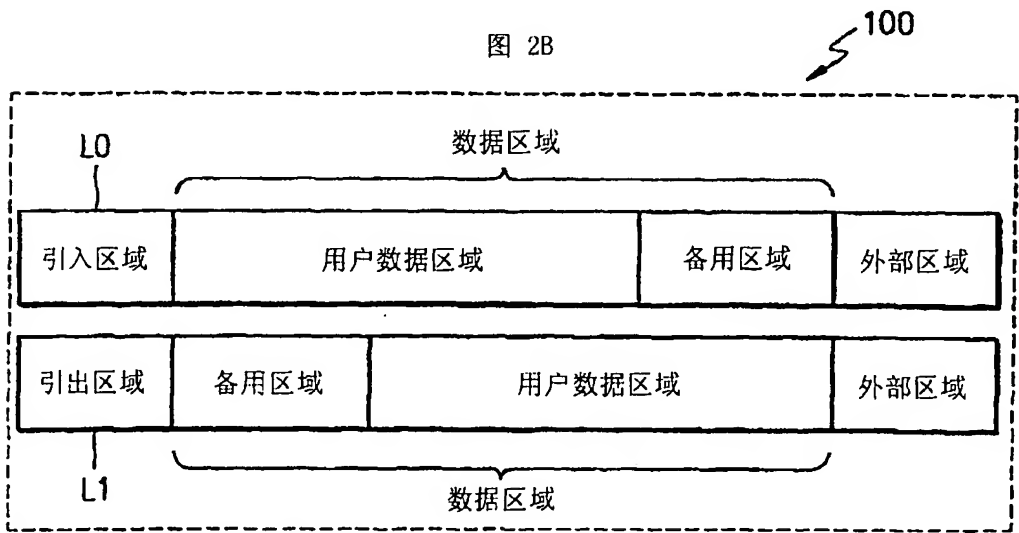 图 2B
100
L0
数据区域
引入区域 用户数据区域 备用区域 外部区域
引出区域 备用区域 用户数据区域 外部区域
L1
数据区域